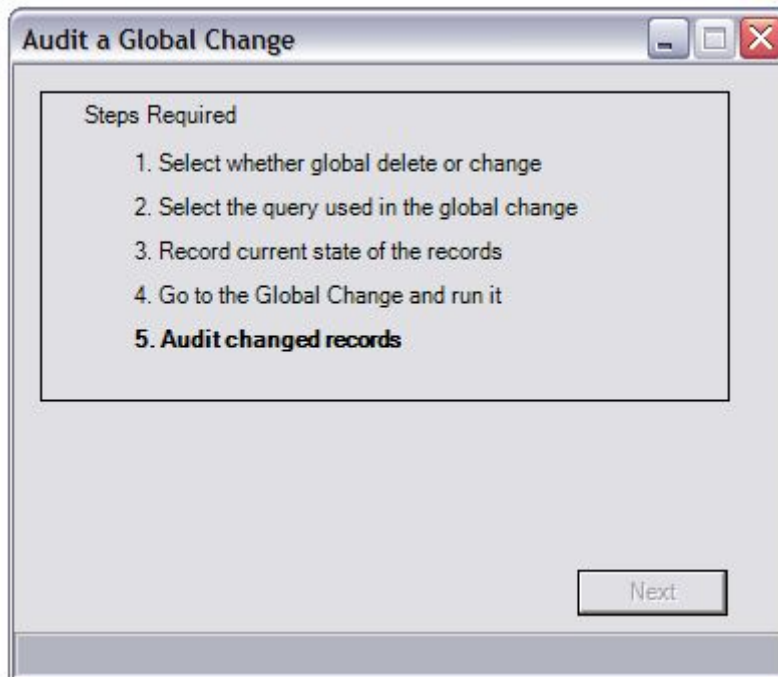 Audit a Global Change
Steps Required
1. Select whether global delete or change
2. Select the query used in the global change
3. Record current state of the records
4. Go to the Global Change and run it
5. Audit changed records
Next